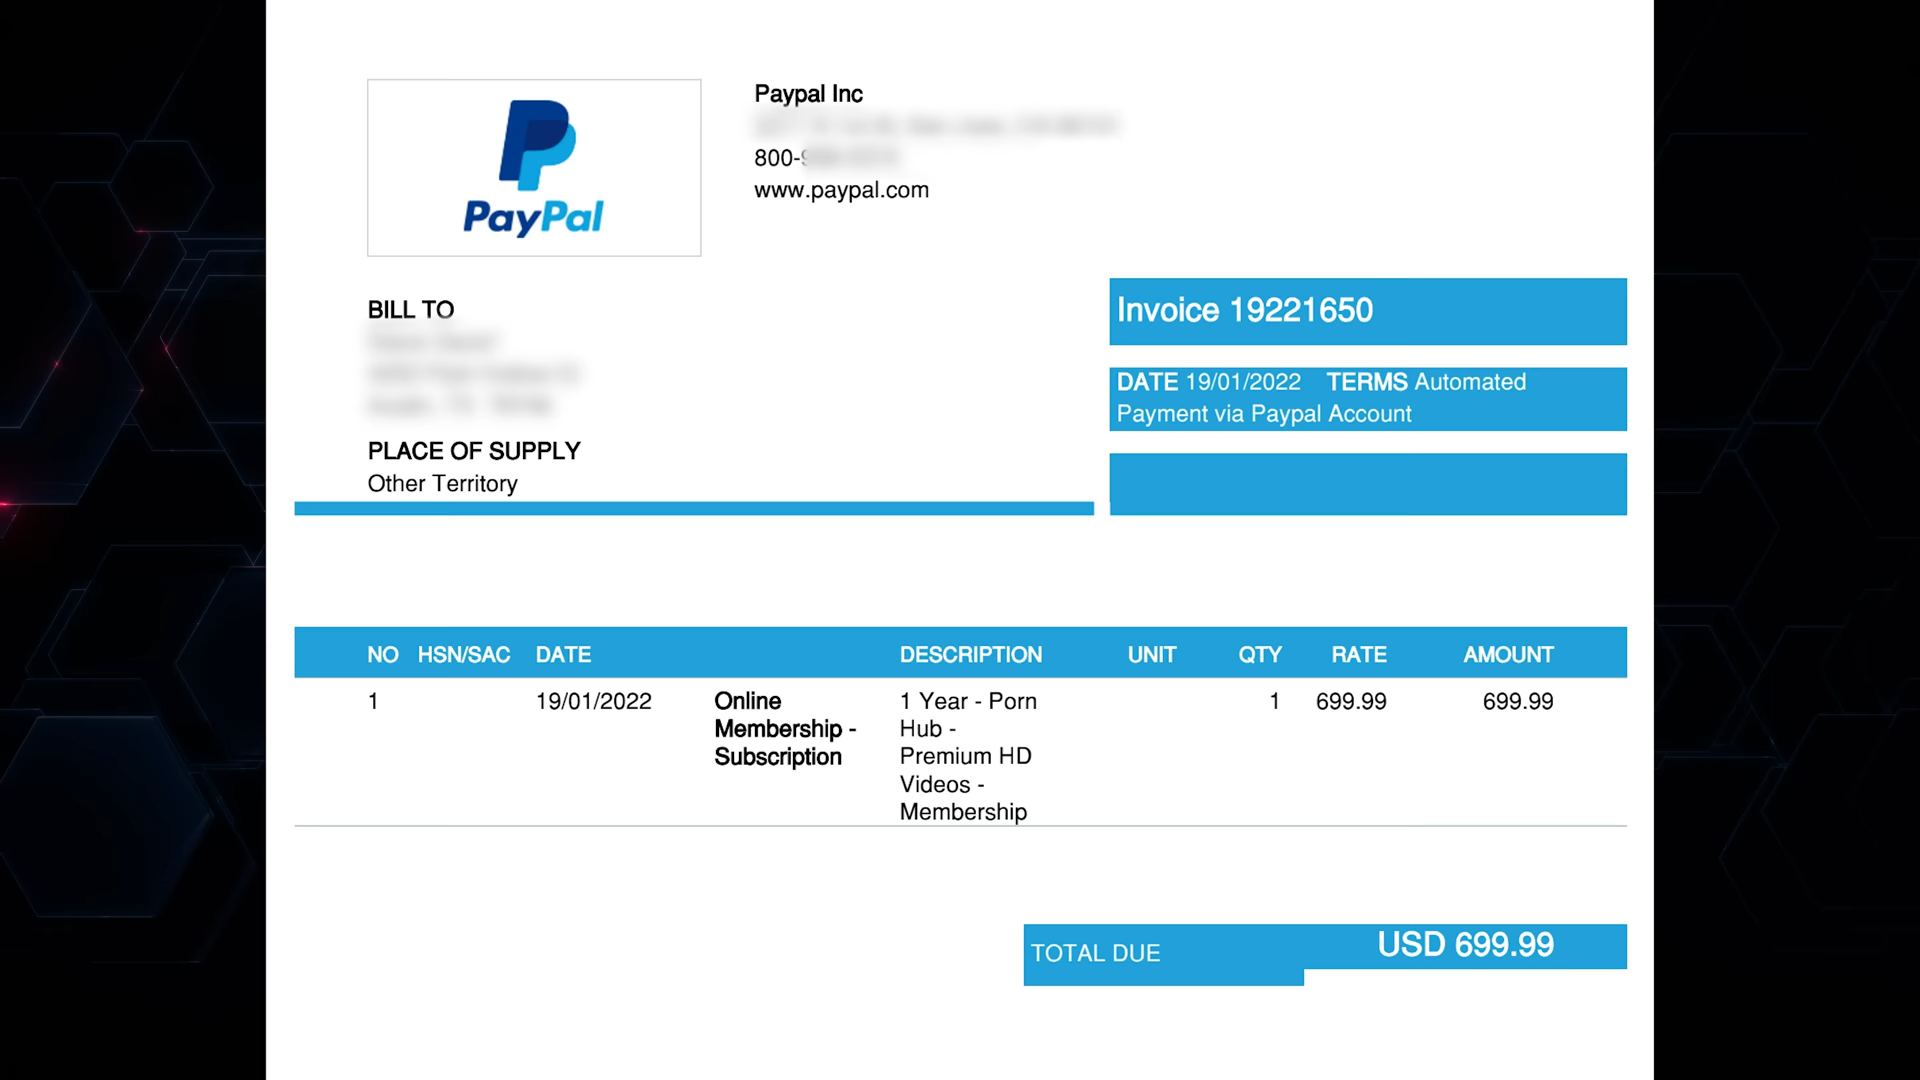 PayPal
Paypal Inc
800-
www.paypal.com
BILL TO
PLACE OF SUPPLY
Other Territory
Invoice 19221650
DATE 19/01/2022 TERMS Automated
Payment via Paypal Account
NO HSN/SAC DATE DESCRIPTION UNIT QTY RATE AMOUNT
1 19/01/2022 Online 1 Year - Porn 1 699.99 699.99
Membership - Hub -
Subscription Premium HD
Videos -
Membership
TOTAL DUE USD 699.99